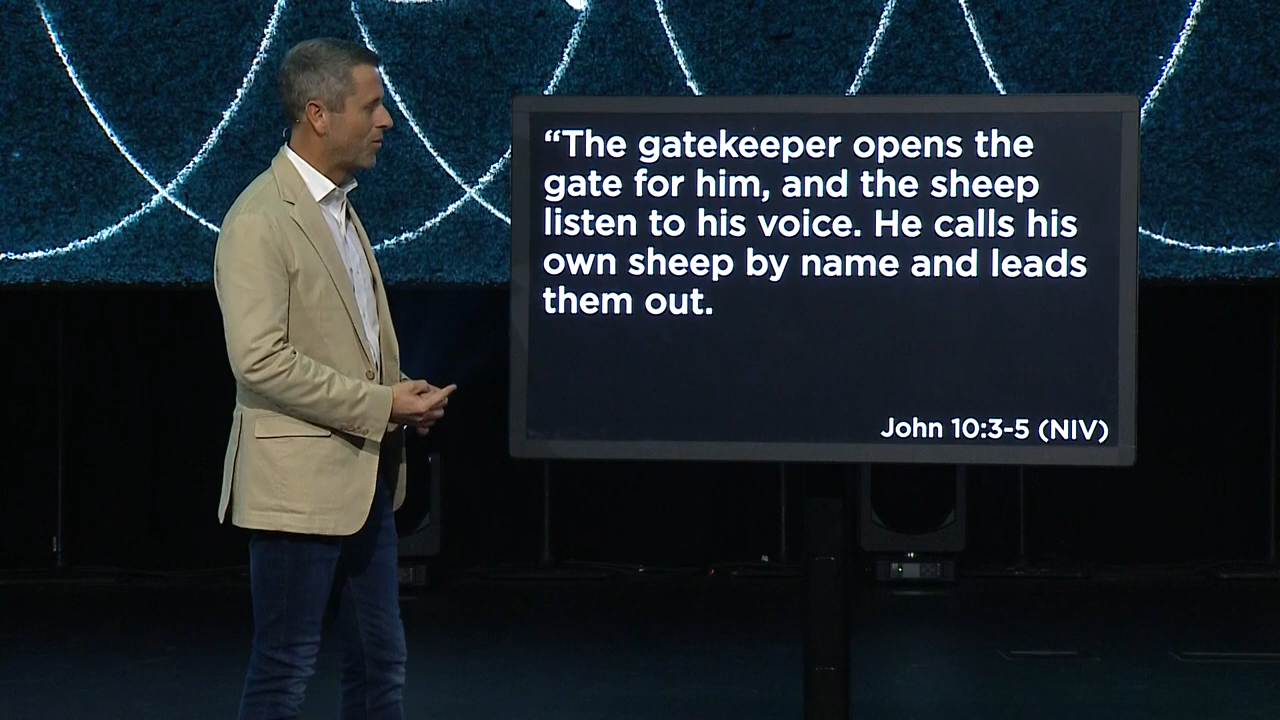 “The gatekeeper opens the
gate for him, and the sheep
listen to his voice. He calls his
own sheep by name and leads
them out.
John 10:3-5 (NIV)